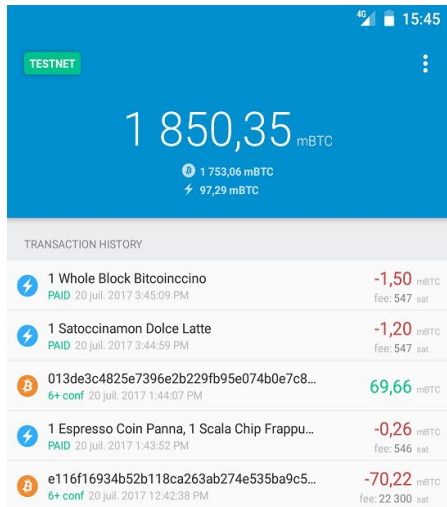 4G 15:45
TESTNET
1 850,35 mBTC
1 753,06 mBTC
97,29 mBTC
TRANSACTION HISTORY
1 Whole Block Bitcoinccino -1,50 mBTC
PAID 20 juil. 2017 3:45:09 PM fee: 547 sat
1 Satoccinamon Dolce Latte -1,20 mBTC
PAID 20 juil. 2017 3:44:59 PM fee: 547 sat
013de3c4825e7396e2b229fb95e074b0e7c8... 69,66 mBTC
6+ conf 20 juil. 2017 1:44:07 PM
1 Espresso Coin Panna, 1 Scala Chip Frappu... -0,26 mBTC
PAID 20 juil. 2017 1:43:52 PM fee: 546 sat
e116f16934b52b118ca263ab274e535ba9c5... -70,22 mBTC
6+ conf 20 juil. 2017 12:42:38 PM fee: 22 300 sat